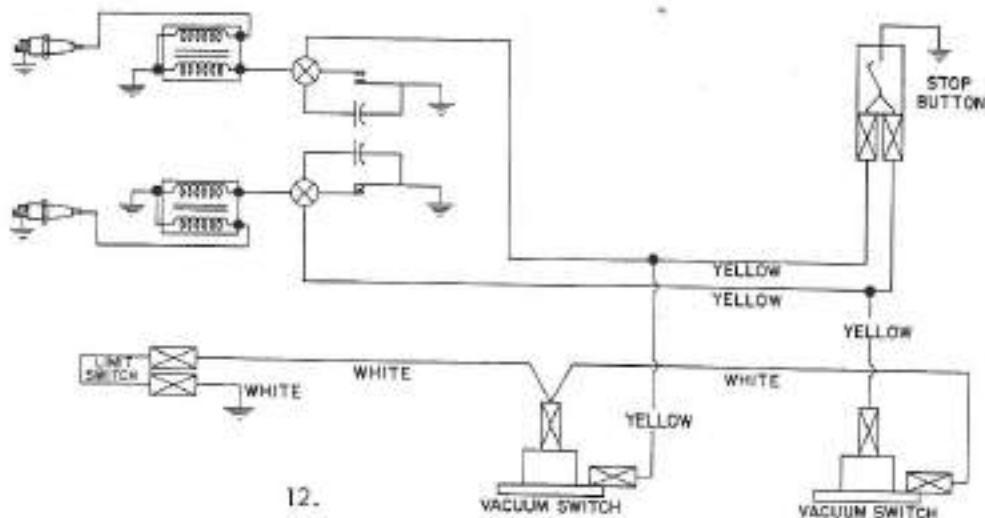 STOP
BUTTON
YELLOW
YELLOW
YELLOW
LIMIT
SWITCH
WHITE
WHITE
WHITE
YELLOW
12.
VACUUM SWITCH
VACUUM SWITCH